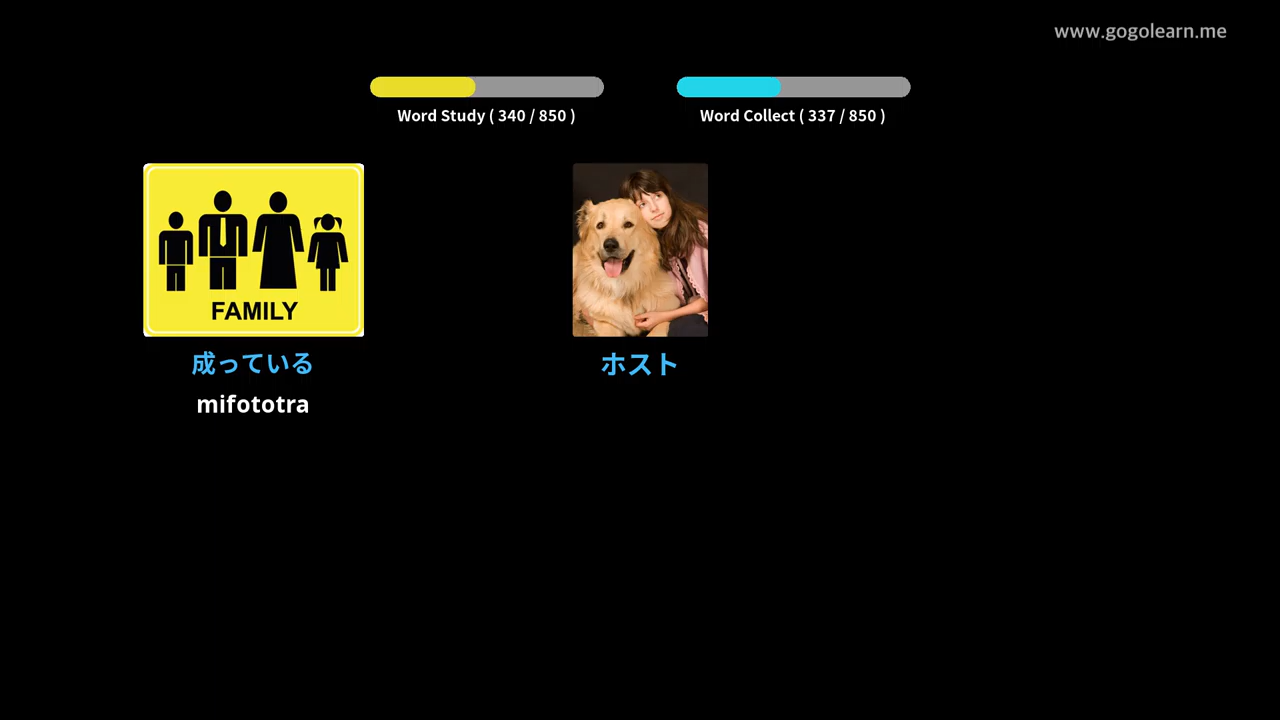 www.gogolearn.me
Word Study ( 340 / 850 )
Word Collect ( 337 / 850 )
FAMILY
成っている
ホスト
mifototra